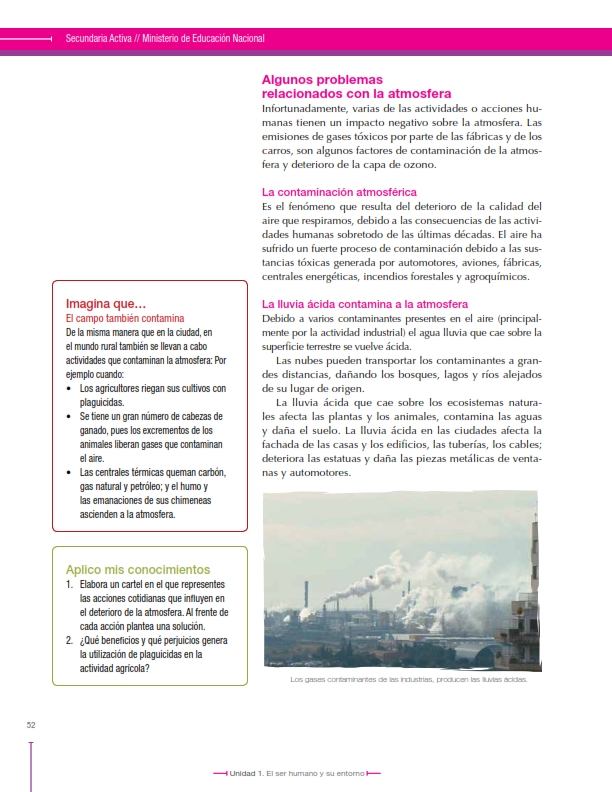 Secundaria Activa // Ministerio de Educación Nacional
Algunos problemas
relacionados con la atmosfera
Infortunadamente, varias de las actividades o acciones hu-
manas tienen un impacto negativo sobre la atmosfera. Las
emisiones de gases tóxicos por parte de las fábricas y de los
carros, son algunos factores de contaminación de la atmos-
fera y deterioro de la capa de ozono.
La contaminación atmosférica
Es el fenómeno que resulta del deterioro de la calidad del
aire que respiramos, debido a las consecuencias de las activi-
dades humanas sobretodo de las últimas décadas. El aire ha
sufrido un fuerte proceso de contaminación debido a las sus-
tancias tóxicas generada por automotores, aviones, fábricas,
centrales energéticas, incendios forestales y agroquímicos.
La lluvia ácida contamina a la atmosfera
Debido a varios contaminantes presentes en el aire (principal-
mente por la actividad industrial) el agua lluvia que cae sobre la
superficie terrestre se vuelve ácida.
Las nubes pueden transportar los contaminantes a gran-
des distancias, dañando los bosques, lagos y ríos alejados
de su lugar de origen.
La lluvia ácida que cae sobre los ecosistemas natura-
les afecta las plantas y los animales, contamina las aguas
y daña el suelo. La lluvia ácida en las ciudades afecta la
fachada de las casas y los edificios, las tuberías, los cables;
deteriora las estatuas y daña las piezas metálicas de venta-
nas y automotores.
Los gases contaminantes de las industrias, producen las lluvias ácidas.
Imagina que…
El campo también contamina
De la misma manera que en la ciudad, en
el mundo rural también se llevan a cabo
actividades que contaminan la atmosfera: Por
ejemplo cuando:
• Los agricultores riegan sus cultivos con
plaguicidas.
• Se tiene un gran número de cabezas de
ganado, pues los excrementos de los
animales liberan gases que contaminan
el aire.
• Las centrales térmicas queman carbón,
gas natural y petróleo; y el humo y
las emanaciones de sus chimeneas
ascienden a la atmosfera.
Aplico mis conocimientos
1. Elabora un cartel en el que representes
las acciones cotidianas que influyen en
el deterioro de la atmosfera. Al frente de
cada acción plantea una solución.
2. ¿Qué beneficios y qué perjuicios genera
la utilización de plaguicidas en la
actividad agrícola?
52
Unidad 1. El ser humano y su entorno